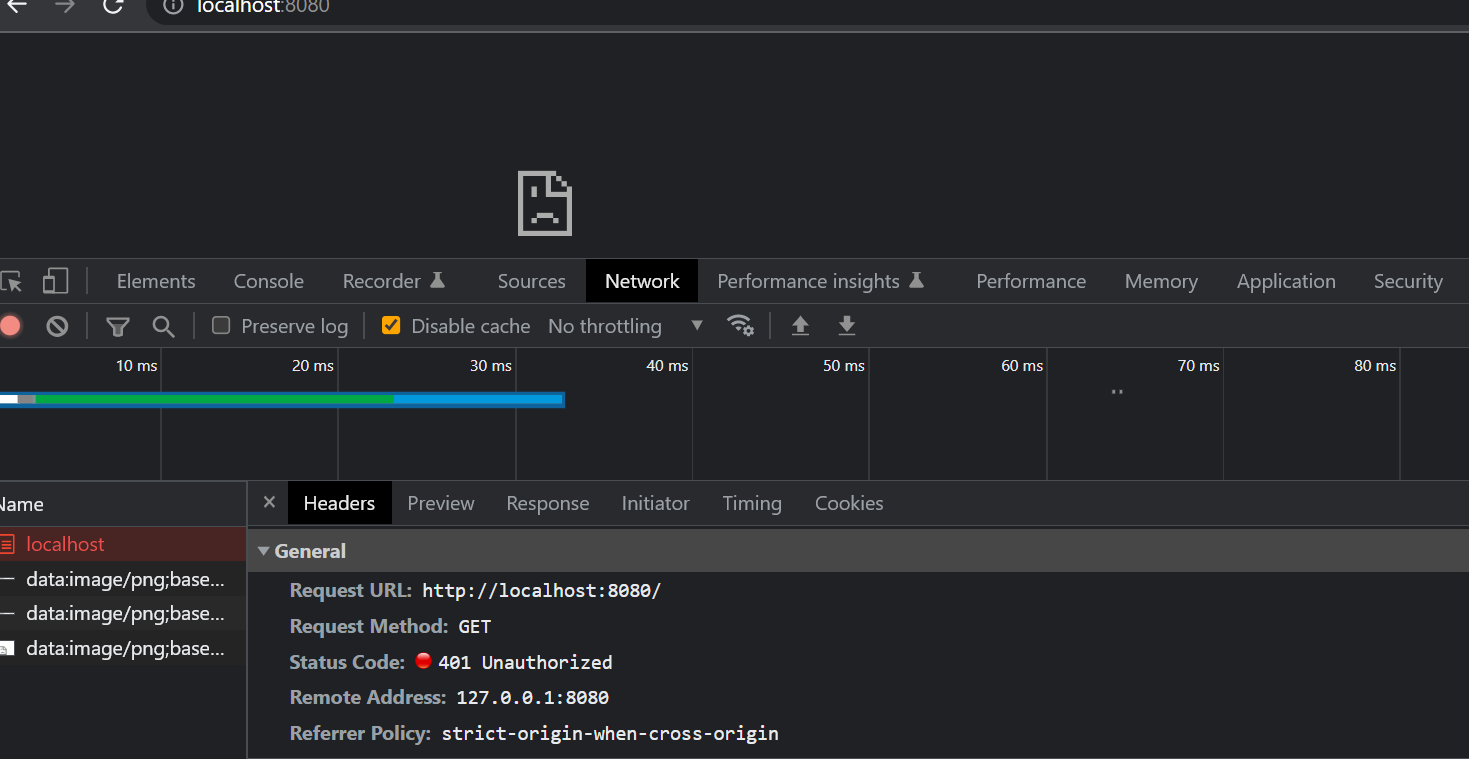 localhost:8080
Elements Console Recorder Sources Network Performance insights Performance Memory Application Security
Preserve log Disable cache No throttling
10 ms 20 ms 30 ms 40 ms 50 ms 60 ms 70 ms 80 ms
Name
Headers Preview Response Initiator Timing Cookies
localhost
data:image/png;base...
data:image/png;base...
data:image/png;base...
General
Request URL: http://localhost:8080/
Request Method: GET
Status Code: 401 Unauthorized
Remote Address: 127.0.0.1:8080
Referrer Policy: strict-origin-when-cross-origin